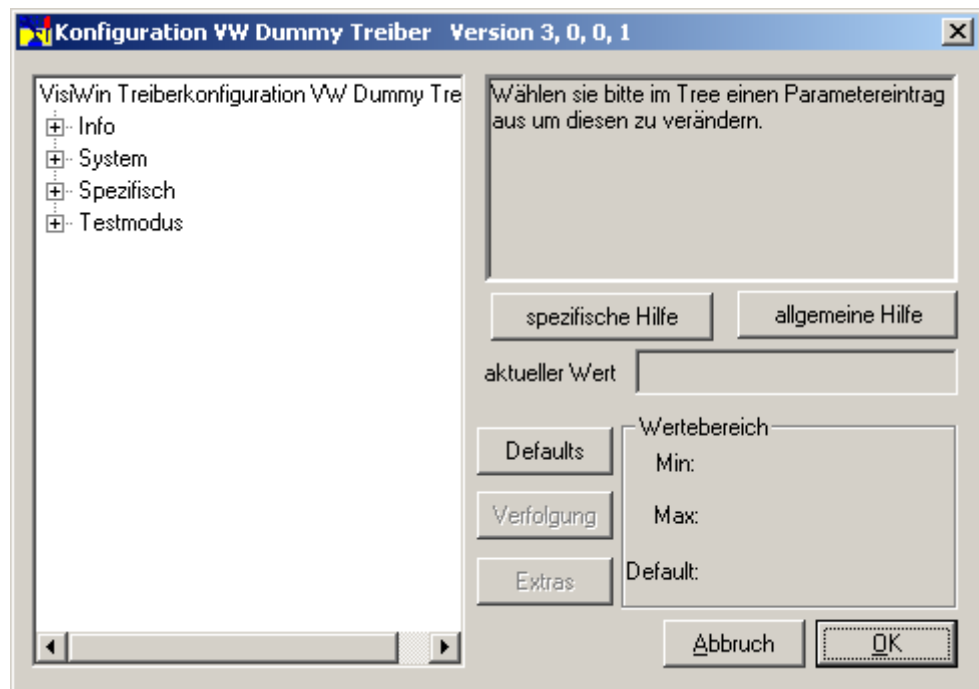 Konfiguration VW Dummy Treiber Version 3, 0, 0, 1
VisiWin Treiberkonfiguration VW Dummy Tre
Info
System
Spezifisch
Testmodus
Wählen sie bitte im Tree einen Parametereintrag
aus um diesen zu verändern.
spezifische Hilfe
allgemeine Hilfe
aktueller Wert
Defaults
Verfolgung
Extras
Wertebereich
Min:
Max:
Default:
Abbruch
OK